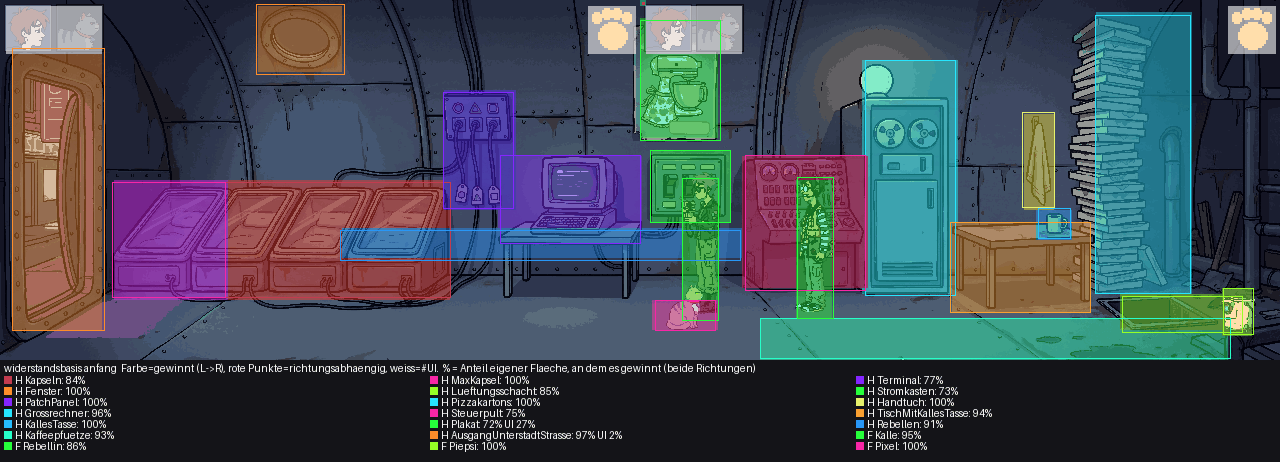 widerstandsbasis anfang Farbe=gewinnt (L->R), rote Punkte=richtungsabhaengig, weiss=#UI. % = Anteil eigener Flaeche, an dem es gewinnt (beide Richtungen)
H Kapseln: 84%
H Fenster: 100%
H PatchPanel: 100%
H Grossrechner: 96%
H KallesTasse: 100%
H Kaffeepfuetze: 93%
F Rebellin: 86%
H MaxKapsel: 100%
H Lueftungsschacht: 85%
H Pizzakartons: 100%
H Steuerpult: 75%
H Plakat: 72% UI 27%
H AusgangUnterstadtStrasse: 97% UI 2%
F Piepsi: 100%
H Terminal: 77%
H Stromkasten: 73%
H Handtuch: 100%
H TischMitKallesTasse: 94%
H Rebellen: 91%
F Kalle: 95%
F Pixel: 100%